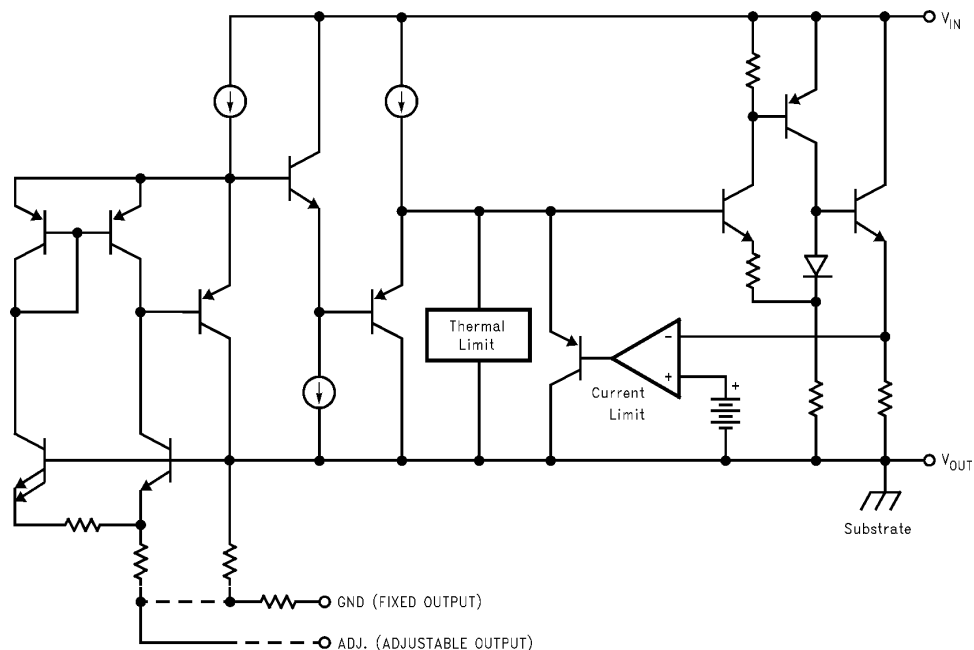 V_IN
Thermal
Limit
-
+
Current
Limit
+
V_OUT
Substrate
GND (FIXED OUTPUT)
ADJ. (ADJUSTABLE OUTPUT)